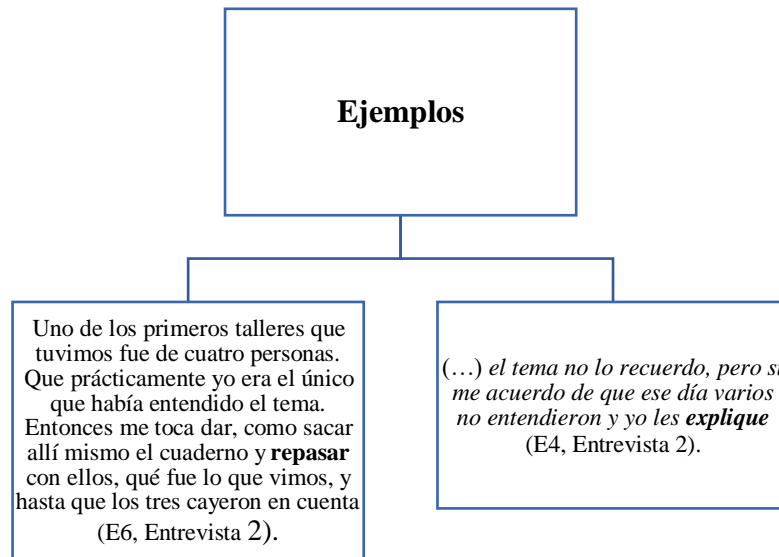 Ejemplos
Uno de los primeros talleres que
tuvimos fue de cuatro personas.
Que prácticamente yo era el único
que había entendido el tema.
Entonces me toca dar, como sacar
allí mismo el cuaderno y repasar
con ellos, qué fue lo que vimos, y
hasta que los tres cayeron en cuenta
(E6, Entrevista 2).
(…) el tema no lo recuerdo, pero si
me acuerdo de que ese día varios
no entendieron y yo les explique
(E4, Entrevista 2).